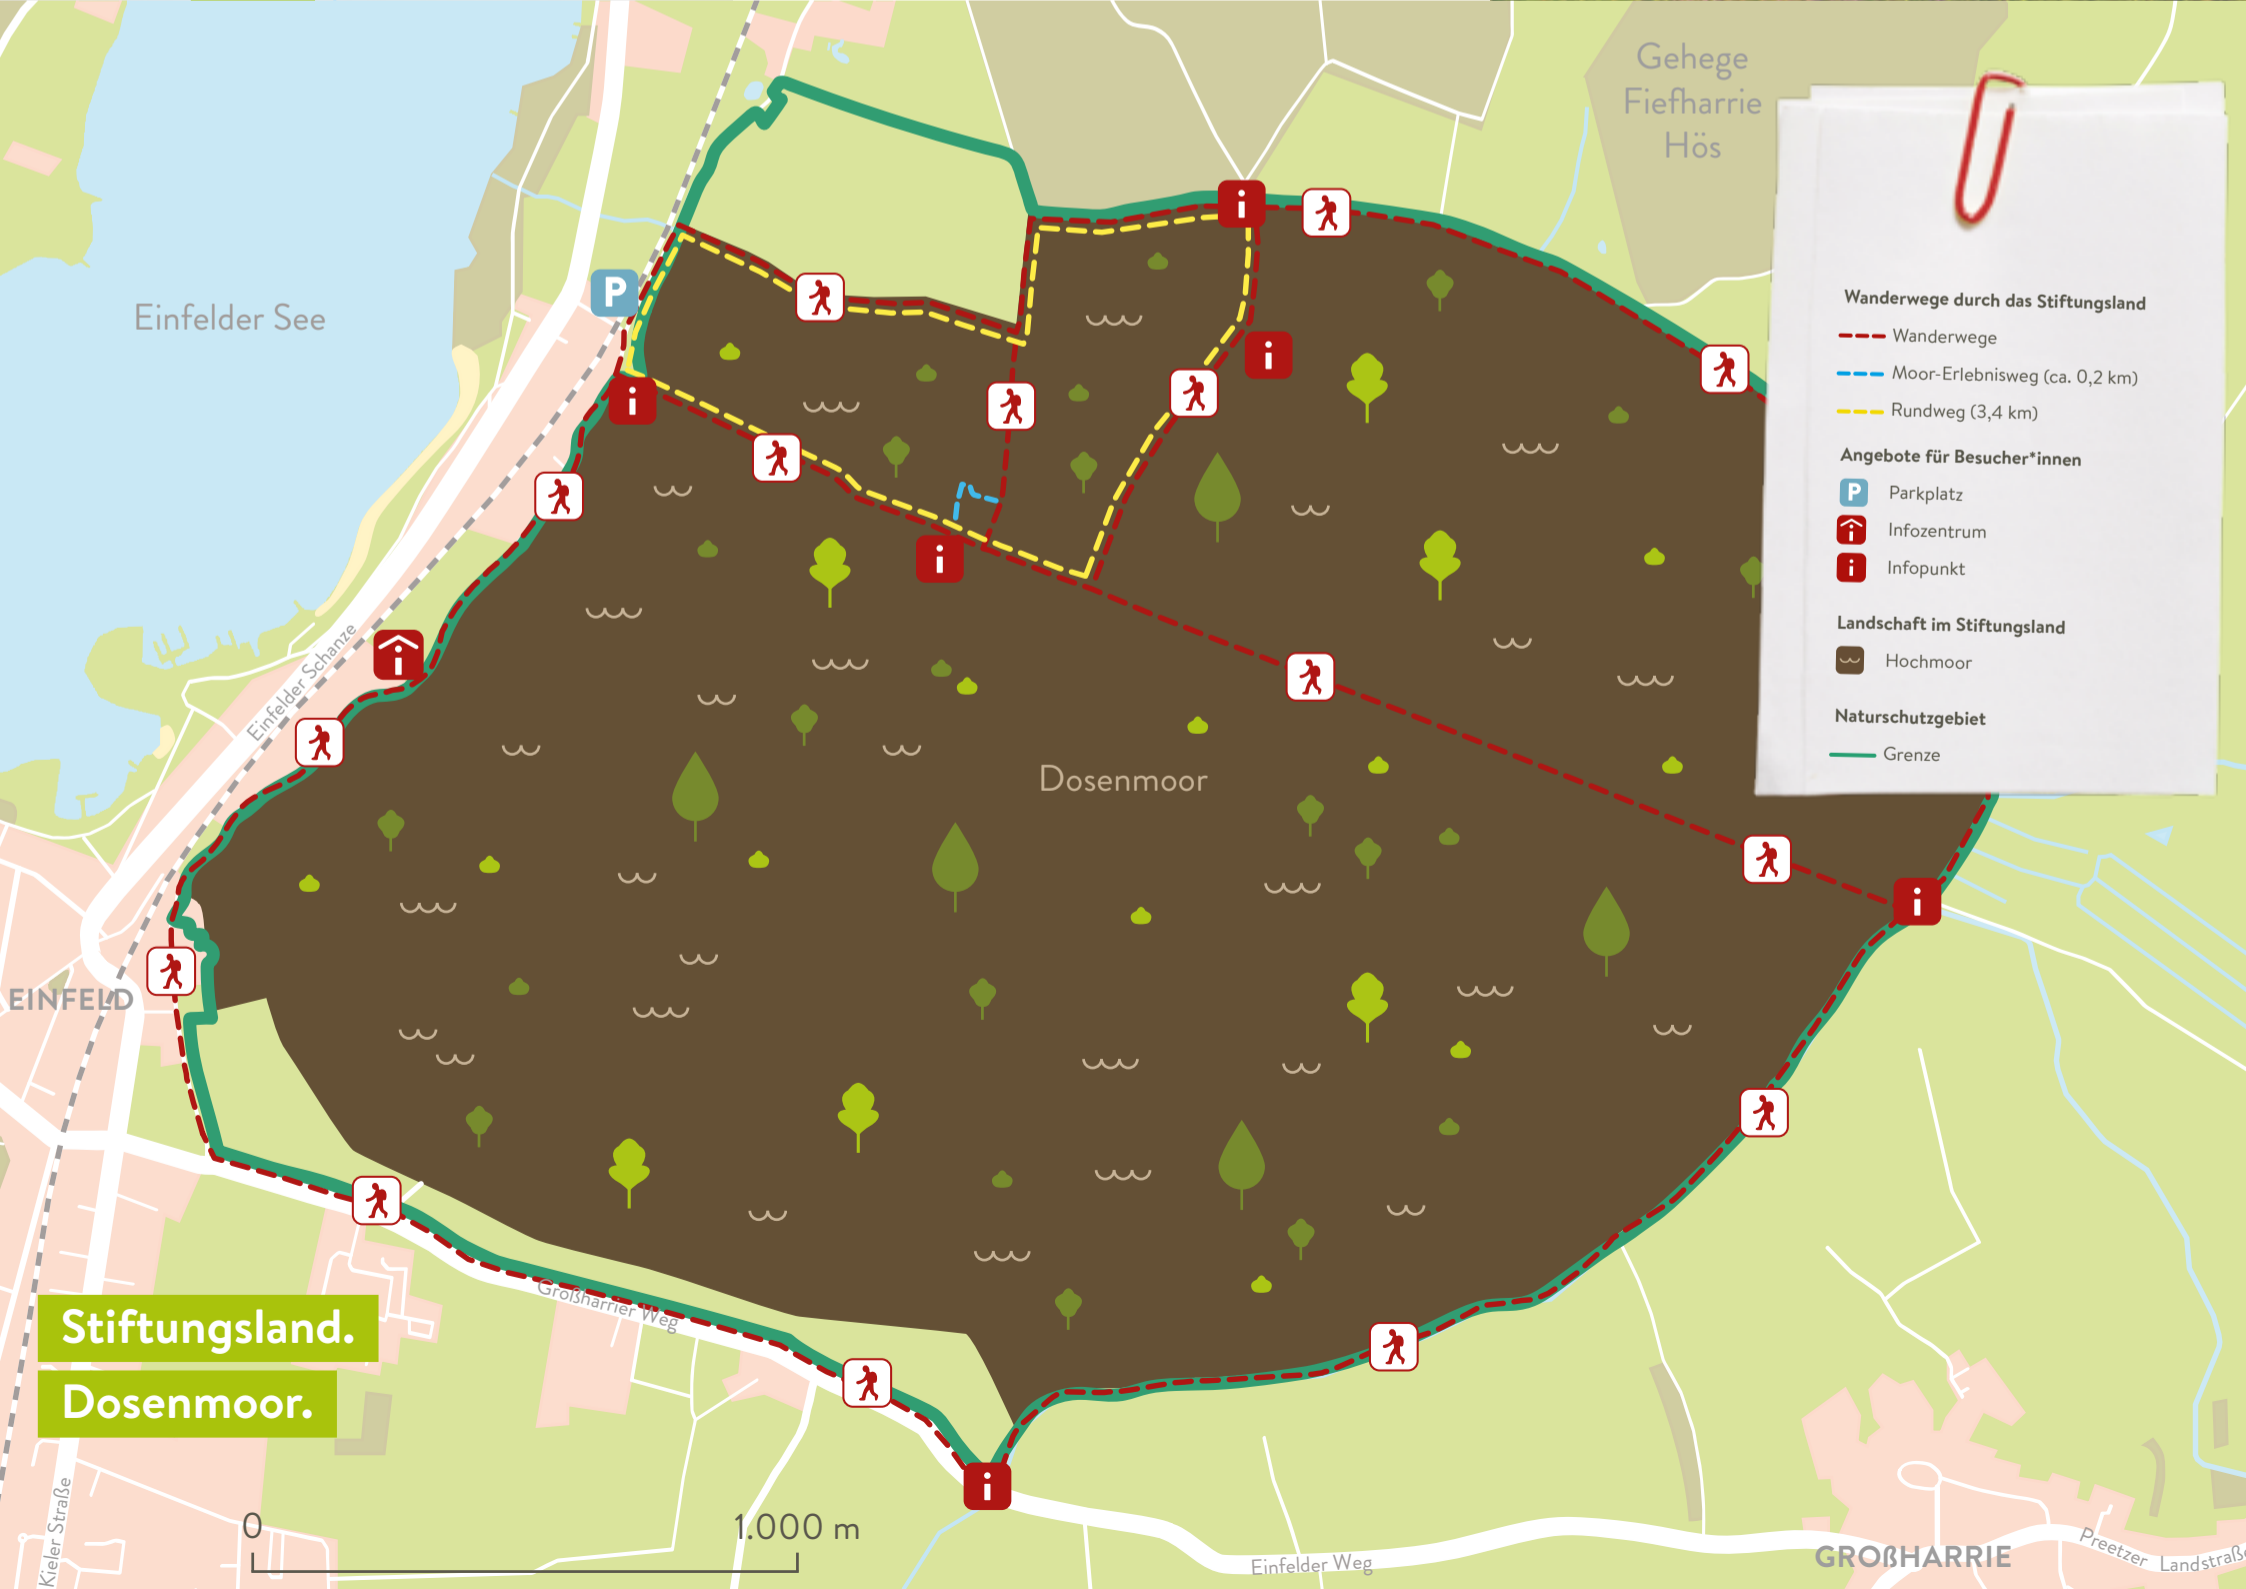 Gehege
Fiefharrie
Hös
Einfelder See
P
Wanderwege durch das Stiftungsland
Wanderwege
Moor-Erlebnisweg (ca. 0,2 km)
Rundweg (3,4 km)
Angebote für Besucher*innen
P Parkplatz
i Infozentrum
i Infopunkt
Landschaft im Stiftungsland
Hochmoor
Naturschutzgebiet
Grenze
i
i
i
i
i
Einfelder Schanze
Dosenmoor
i
EINFELD
Großharrier Weg
Stiftungsland.
Dosenmoor.
i
0
1.000 m
Kieler Straße
Einfelder Weg
GROßHARRIE
Preetzer Landstraße